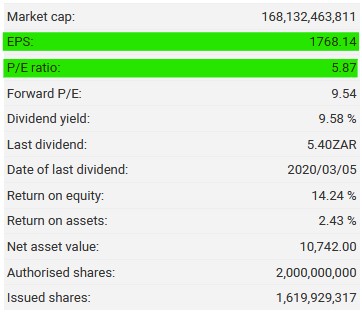 Market cap: 168,132,463,811
EPS: 1768.14
P/E ratio: 5.87
Forward P/E: 9.54
Dividend yield: 9.58 %
Last dividend: 5.40ZAR
Date of last dividend: 2020/03/05
Return on equity: 14.24 %
Return on assets: 2.43 %
Net asset value: 10,742.00
Authorised shares: 2,000,000,000
Issued shares: 1,619,929,317